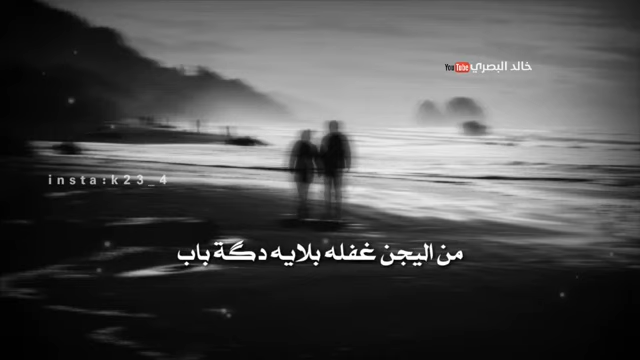 خالد البصري YouTube
insta:k23_4
من اليجن غفله بلايه دگة باب